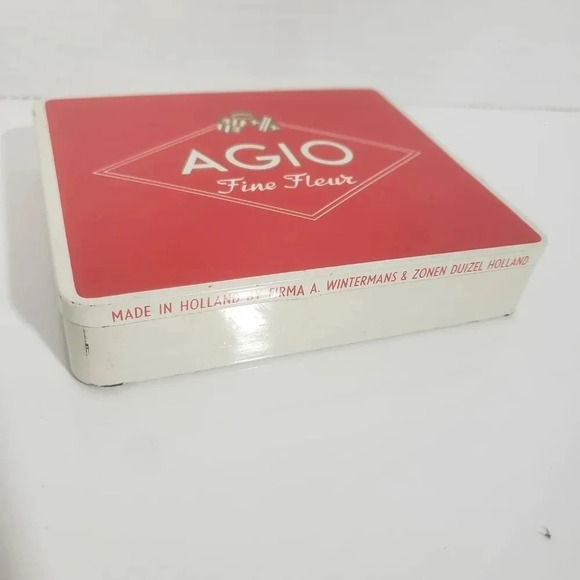 AGIO
Fine Fleur
MADE IN HOLLAND BY FIRMA A. WINTERMANS & ZONEN DUIZEL HOLLAND